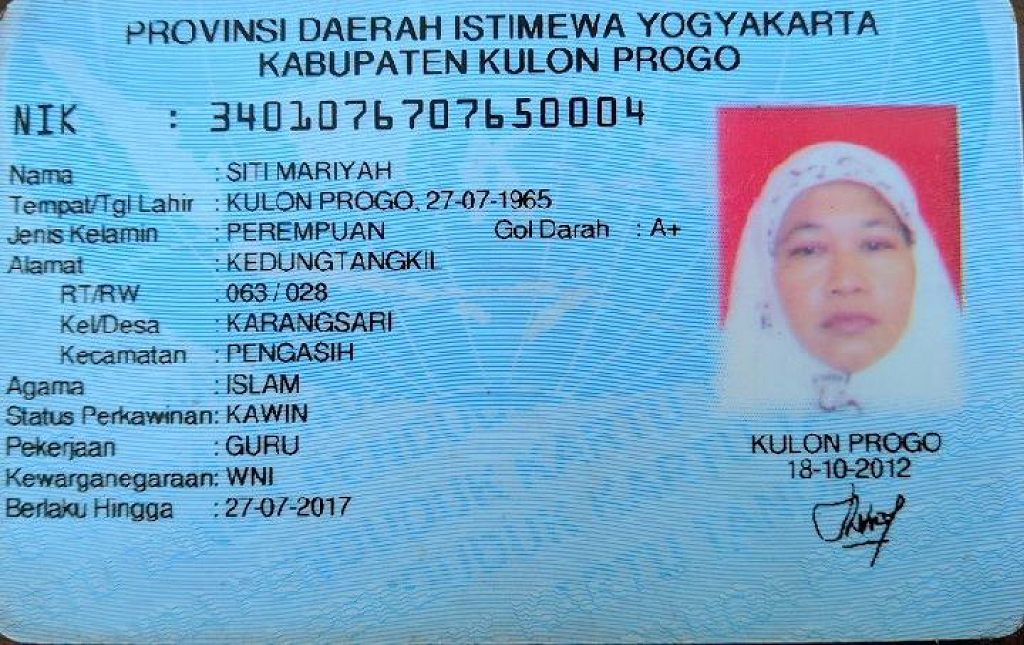 PROVINSI DAERAH ISTIMEWA YOGYAKARTA
KABUPATEN KULON PROGO
NIK : 3401076707650004
Nama : SITI MARIYAH
Tempat/Tgl Lahir : KULON PROGO, 27-07-1965
Jenis Kelamin : PEREMPUAN Gol Darah : A+
Alamat : KEDUNGTANGKIL
RT/RW : 063 / 028
Kel/Desa : KARANGSARI
Kecamatan : PENGASIH
Agama : ISLAM
Status Perkawinan: KAWIN
Pekerjaan : GURU
Kewarganegaraan: WNI
Berlaku Hingga : 27-07-2017
KULON PROGO
18-10-2012